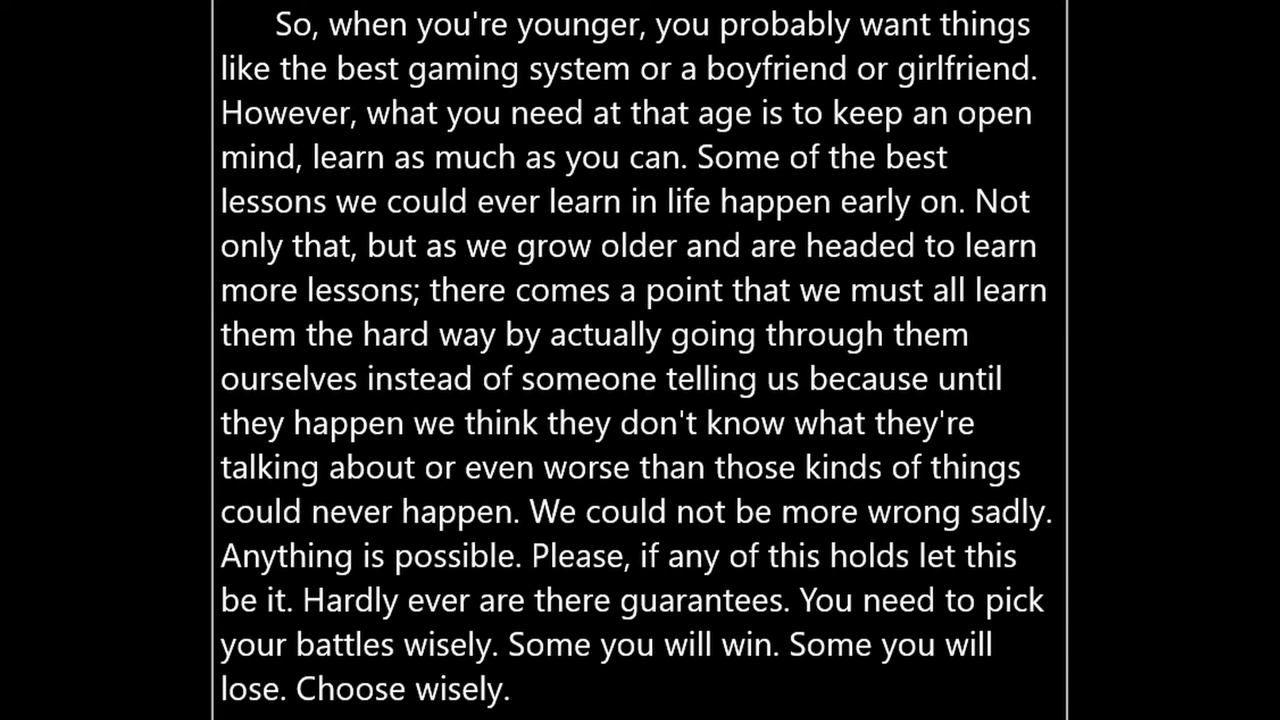 So, when you're younger, you probably want things
like the best gaming system or a boyfriend or girlfriend.
However, what you need at that age is to keep an open
mind, learn as much as you can. Some of the best
lessons we could ever learn in life happen early on. Not
only that, but as we grow older and are headed to learn
more lessons; there comes a point that we must all learn
them the hard way by actually going through them
ourselves instead of someone telling us because until
they happen we think they don't know what they're
talking about or even worse than those kinds of things
could never happen. We could not be more wrong sadly.
Anything is possible. Please, if any of this holds let this
be it. Hardly ever are there guarantees. You need to pick
your battles wisely. Some you will win. Some you will
lose. Choose wisely.